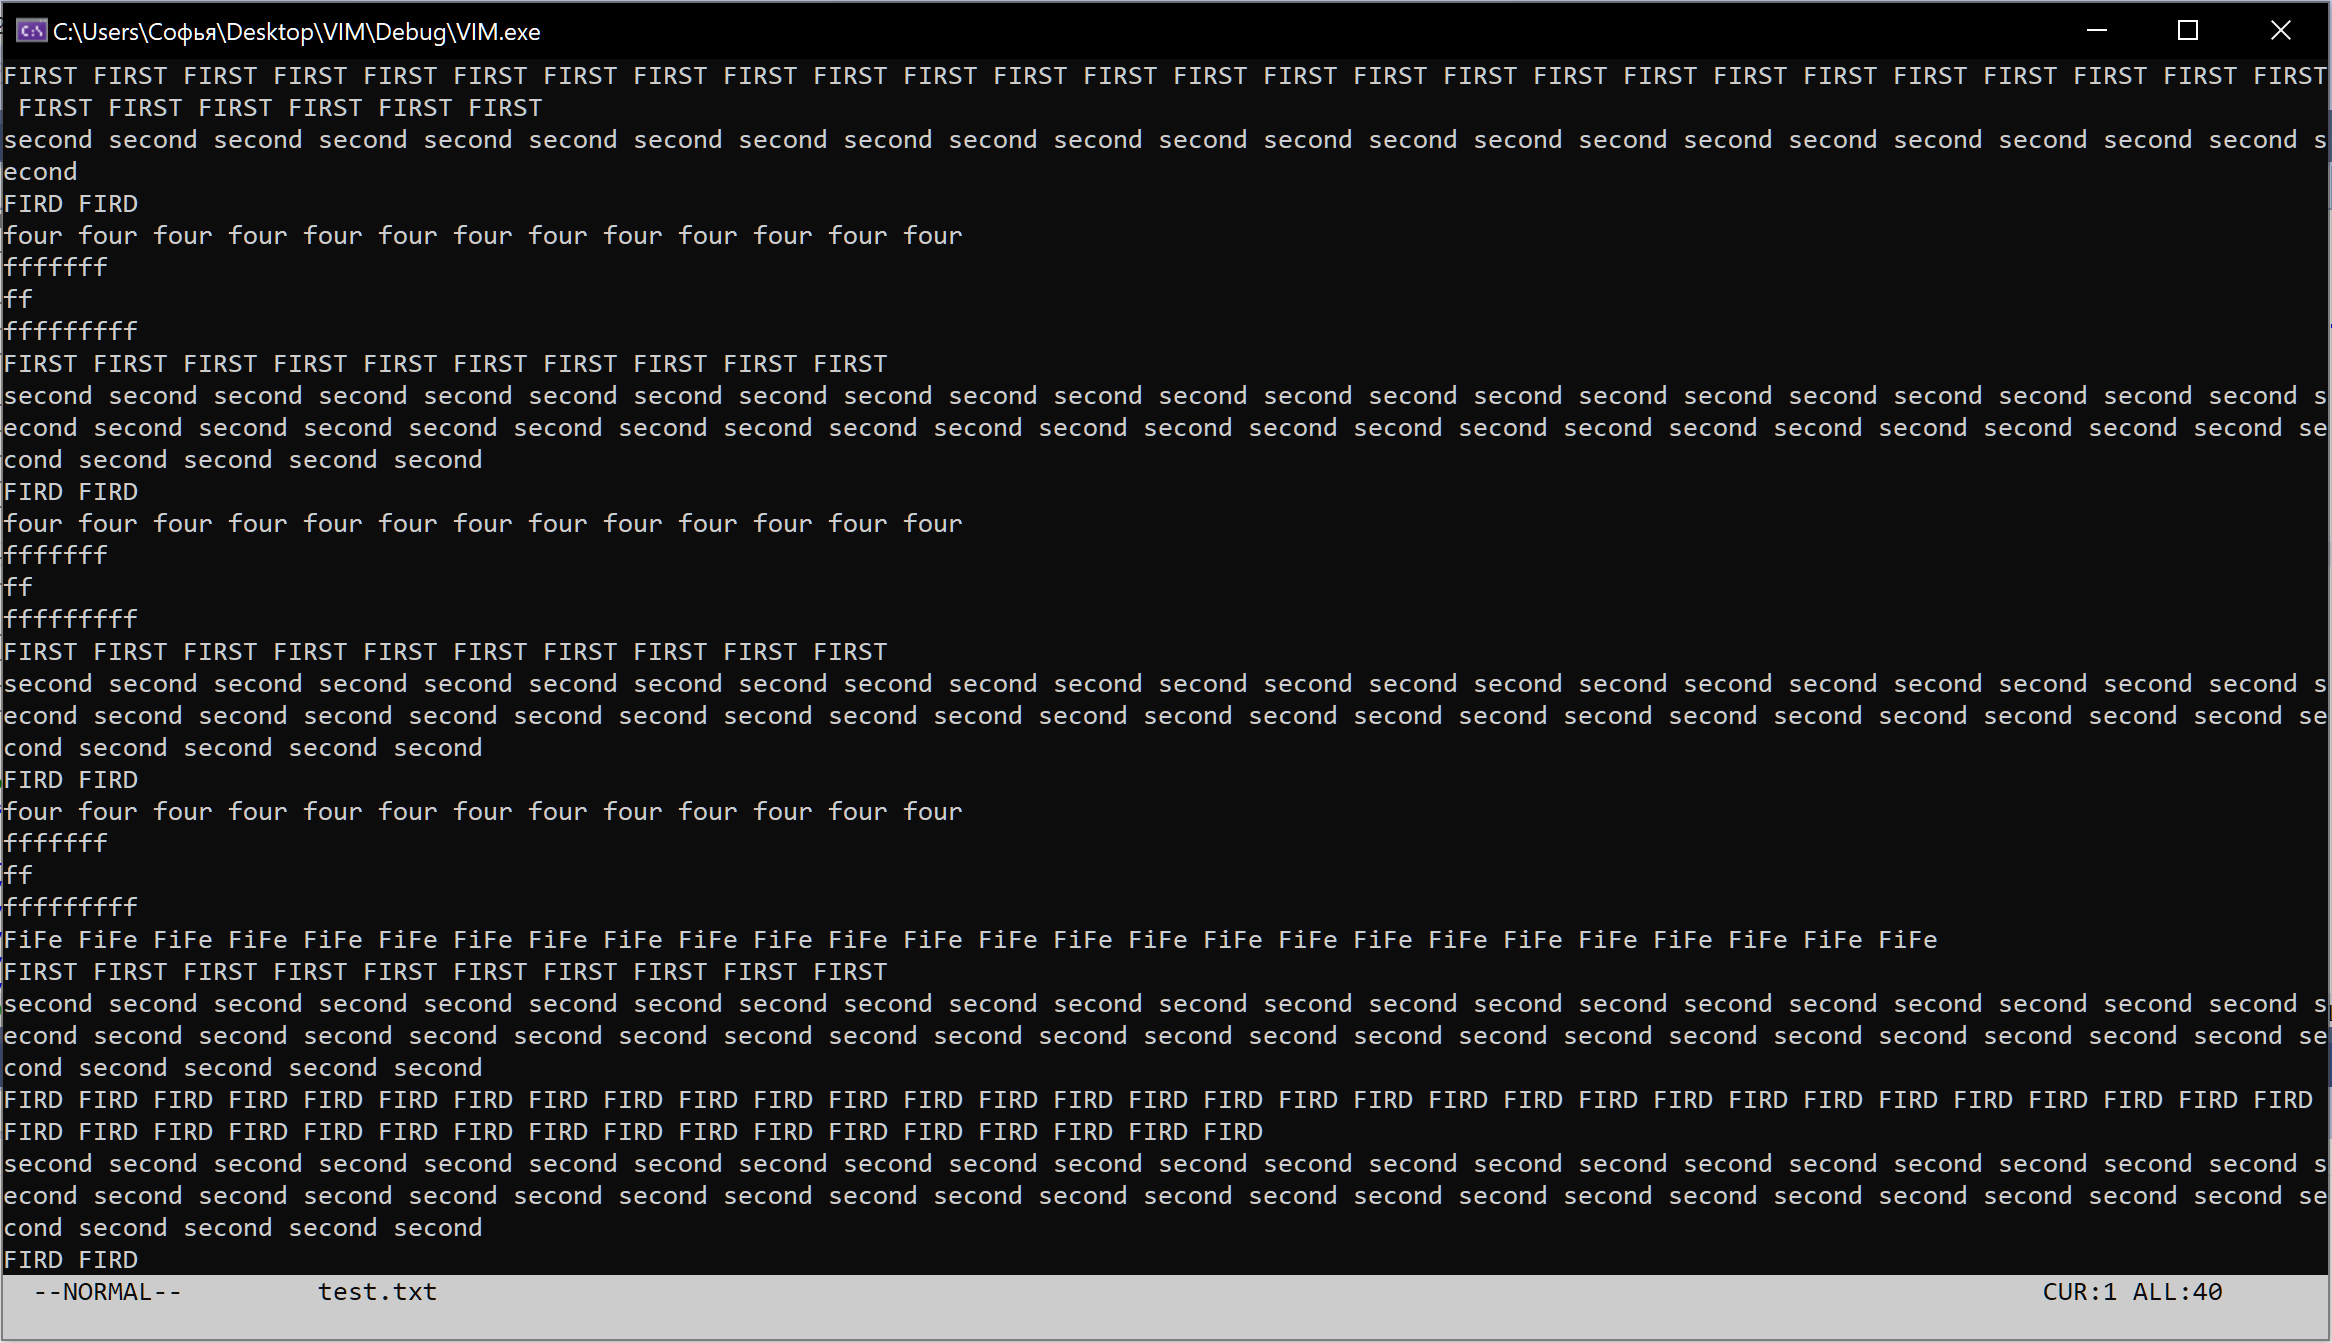 C:\Users\Софья\Desktop\VIM\Debug\VIM.exe
FIRST FIRST FIRST FIRST FIRST FIRST FIRST FIRST FIRST FIRST FIRST FIRST FIRST FIRST FIRST FIRST FIRST FIRST FIRST FIRST FIRST FIRST FIRST FIRST FIRST FIRST
 FIRST FIRST FIRST FIRST FIRST FIRST
second second second second second second second second second second second second second second second second second second second second second second s
econd
FIRD FIRD
four four four four four four four four four four four four four
fffffff
ff
fffffffff
FIRST FIRST FIRST FIRST FIRST FIRST FIRST FIRST FIRST FIRST
second second second second second second second second second second second second second second second second second second second second second second s
econd second second second second second second second second second second second second second second second second second second second second second se
cond second second second second
FIRD FIRD
four four four four four four four four four four four four four
fffffff
ff
fffffffff
FIRST FIRST FIRST FIRST FIRST FIRST FIRST FIRST FIRST FIRST
second second second second second second second second second second second second second second second second second second second second second second s
econd second second second second second second second second second second second second second second second second second second second second second se
cond second second second second
FIRD FIRD
four four four four four four four four four four four four four
fffffff
ff
fffffffff
FiFe FiFe FiFe FiFe FiFe FiFe FiFe FiFe FiFe FiFe FiFe FiFe FiFe FiFe FiFe FiFe FiFe FiFe FiFe FiFe FiFe FiFe FiFe FiFe FiFe FiFe
FIRST FIRST FIRST FIRST FIRST FIRST FIRST FIRST FIRST FIRST
second second second second second second second second second second second second second second second second second second second second second second s
econd second second second second second second second second second second second second second second second second second second second second second se
cond second second second second
FIRD FIRD FIRD FIRD FIRD FIRD FIRD FIRD FIRD FIRD FIRD FIRD FIRD FIRD FIRD FIRD FIRD FIRD FIRD FIRD FIRD FIRD FIRD FIRD FIRD FIRD FIRD FIRD FIRD FIRD FIRD
FIRD FIRD FIRD FIRD FIRD FIRD FIRD FIRD FIRD FIRD FIRD FIRD FIRD FIRD FIRD FIRD FIRD
second second second second second second second second second second second second second second second second second second second second second second s
econd second second second second second second second second second second second second second second second second second second second second second se
cond second second second second
FIRD FIRD
--NORMAL-- test.txt CUR:1 ALL:40